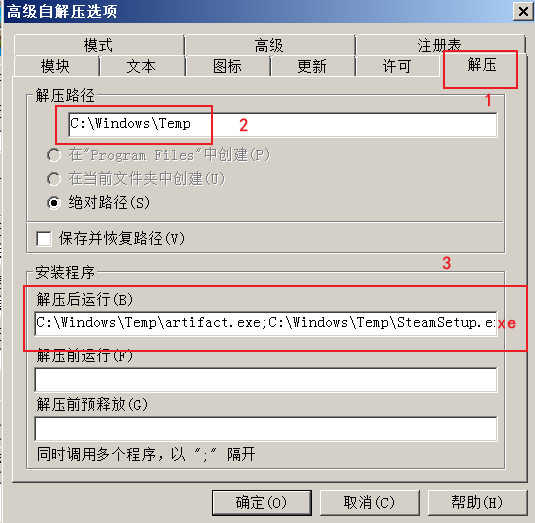 高级自解压选项
模式 高级 注册表
模块 文本 图标 更新 许可 解压
1
解压路径
C:\Windows\Temp 2
在"Program Files"中创建(P)
在当前文件夹中创建(U)
绝对路径(S)
保存并恢复路径(V)
3
安装程序
解压后运行(B)
C:\Windows\Temp\artifact.exe;C:\Windows\Temp\SteamSetup.exe
解压前运行(F)
解压前预释放(G)
同时调用多个程序，以 ";" 隔开
确定(O) 取消(C) 帮助(H)